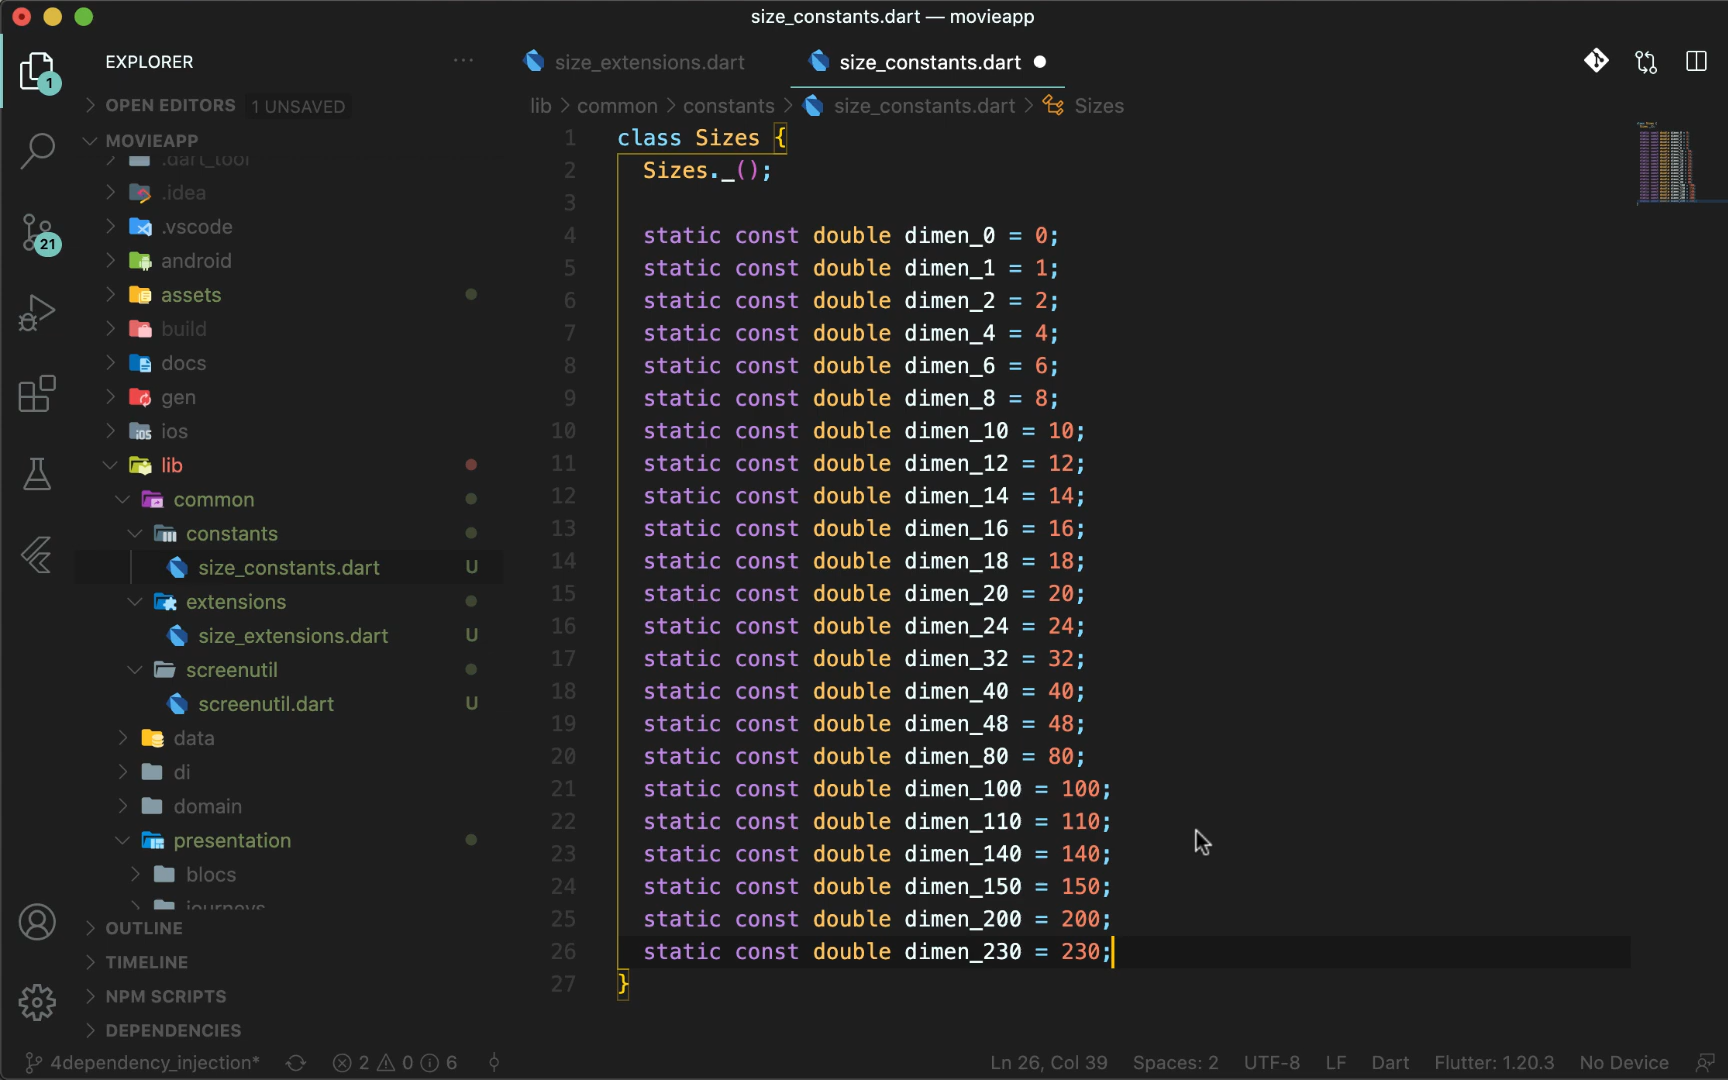 size_constants.dart — movieapp
EXPLORER
···
size_extensions.dart
size_constants.dart
1
OPEN EDITORS 1 UNSAVED
lib > common > constants > size_constants.dart > Sizes
MOVIEAPP
.dart_tool
.idea
.vscode
21
android
assets
build
docs
gen
ios
lib
common
constants
size_constants.dart U
extensions
size_extensions.dart U
screenutil
screenutil.dart U
data
di
domain
presentation
blocs
journeys
OUTLINE
TIMELINE
NPM SCRIPTS
DEPENDENCIES
1 class Sizes {
2 Sizes._();
3
4 static const double dimen_0 = 0;
5 static const double dimen_1 = 1;
6 static const double dimen_2 = 2;
7 static const double dimen_4 = 4;
8 static const double dimen_6 = 6;
9 static const double dimen_8 = 8;
10 static const double dimen_10 = 10;
11 static const double dimen_12 = 12;
12 static const double dimen_14 = 14;
13 static const double dimen_16 = 16;
14 static const double dimen_18 = 18;
15 static const double dimen_20 = 20;
16 static const double dimen_24 = 24;
17 static const double dimen_32 = 32;
18 static const double dimen_40 = 40;
19 static const double dimen_48 = 48;
20 static const double dimen_80 = 80;
21 static const double dimen_100 = 100;
22 static const double dimen_110 = 110;
23 static const double dimen_140 = 140;
24 static const double dimen_150 = 150;
25 static const double dimen_200 = 200;
26 static const double dimen_230 = 230;
27 }
4dependency_injection* 2 0 6 Ln 26, Col 39 Spaces: 2 UTF-8 LF Dart Flutter: 1.20.3 No Device